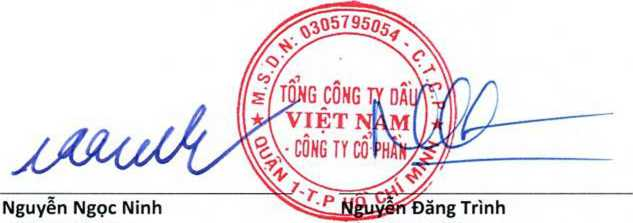 M.S.D.N: 0305795054 - C.T.C.P
TỔNG CÔNG TY DẦU
VIỆT NAM
- CÔNG TY CỔ PHẦN
QUẬN 1 - T.P HỒ CHÍ MINH
Nguyễn Ngọc Ninh
Nguyễn Đăng Trình